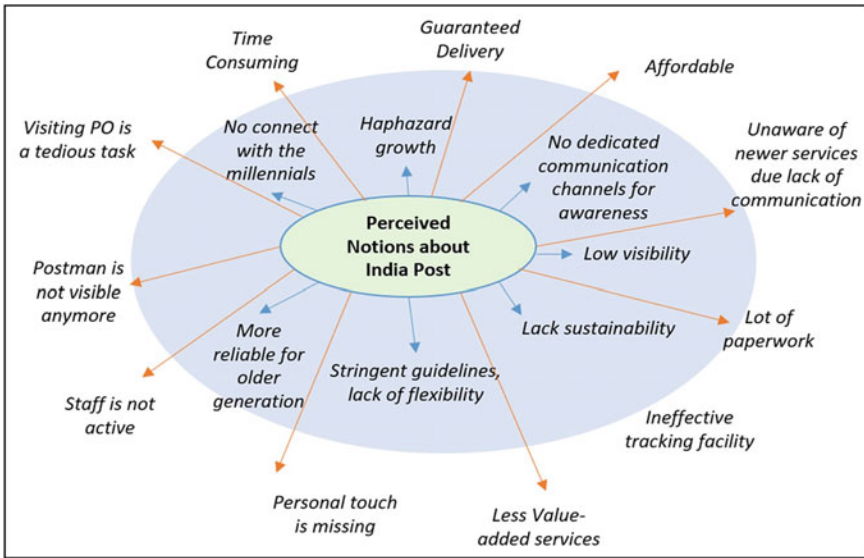 Time
Consuming
Guaranteed
Delivery
Affordable
Visiting PO is
a tedious task
No connect
with the
millennials
Haphazard
growth
No dedicated
communication
channels for
awareness
Unaware of
newer services
due lack of
communication
Perceived
Notions about
India Post
Low visibility
Postman is
not visible
anymore
More
reliable for
older
generation
Stringent guidelines,
lack of flexibility
Lack sustainability
Lot of
paperwork
Staff is not
active
Ineffective
tracking facility
Personal touch
is missing
Less Value-
added services